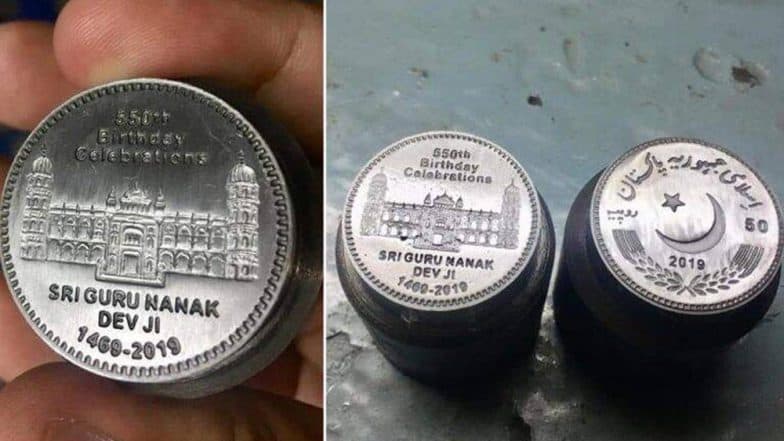 550th
Birthday
Celebrations
SRI GURU NANAK
DEV JI
1469-2019
550th
Birthday
Celebrations
SRI GURU NANAK
DEV JI
1469-2019
اسلامی جمہوریہ پاکستان
50
روپیہ
2019